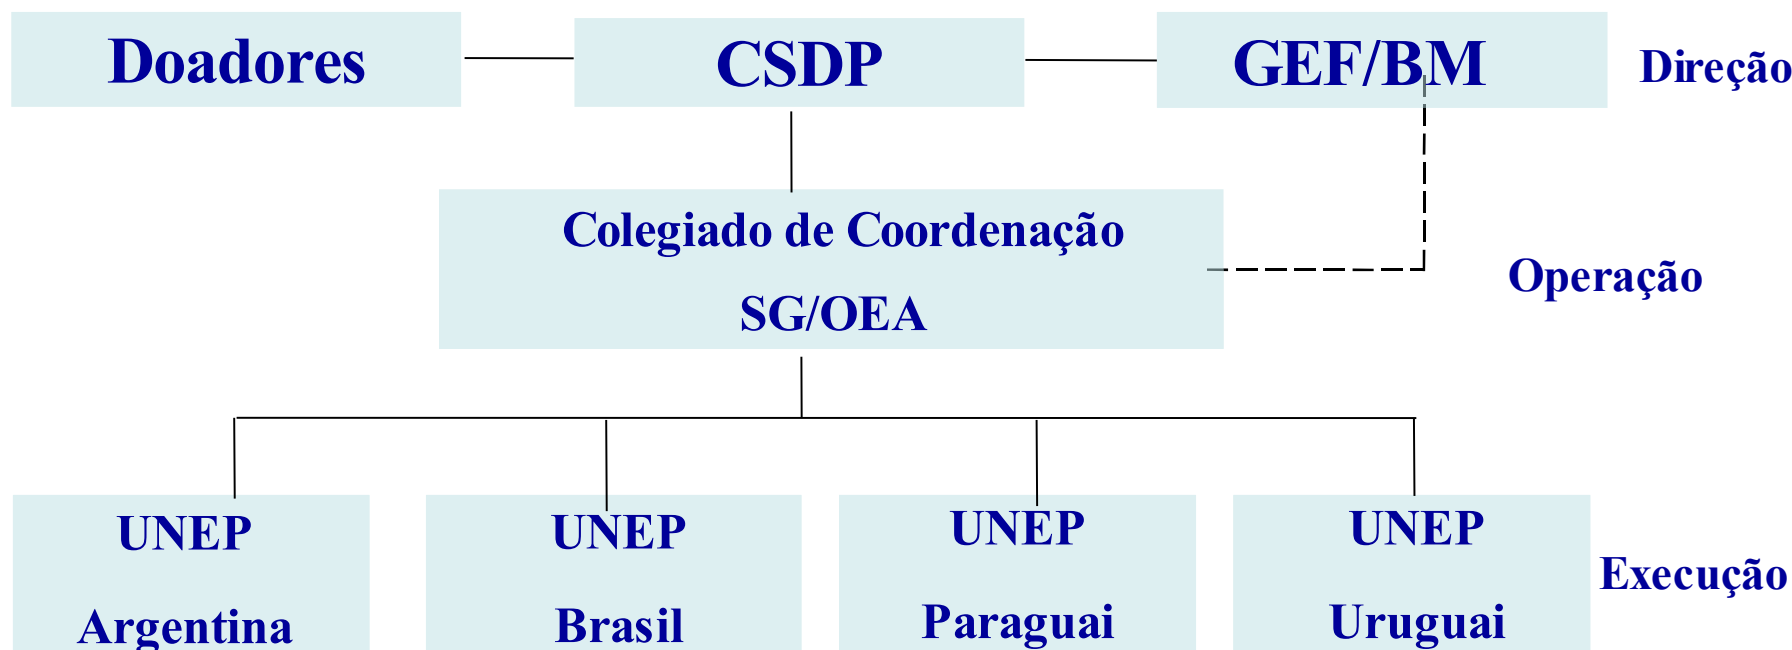 Doadores
CSDP
GEF/BM
Direção
Colegiado de Coordenação
SG/OEA
Operação
UNEP
Argentina
UNEP
Brasil
UNEP
Paraguai
UNEP
Uruguai
Execução